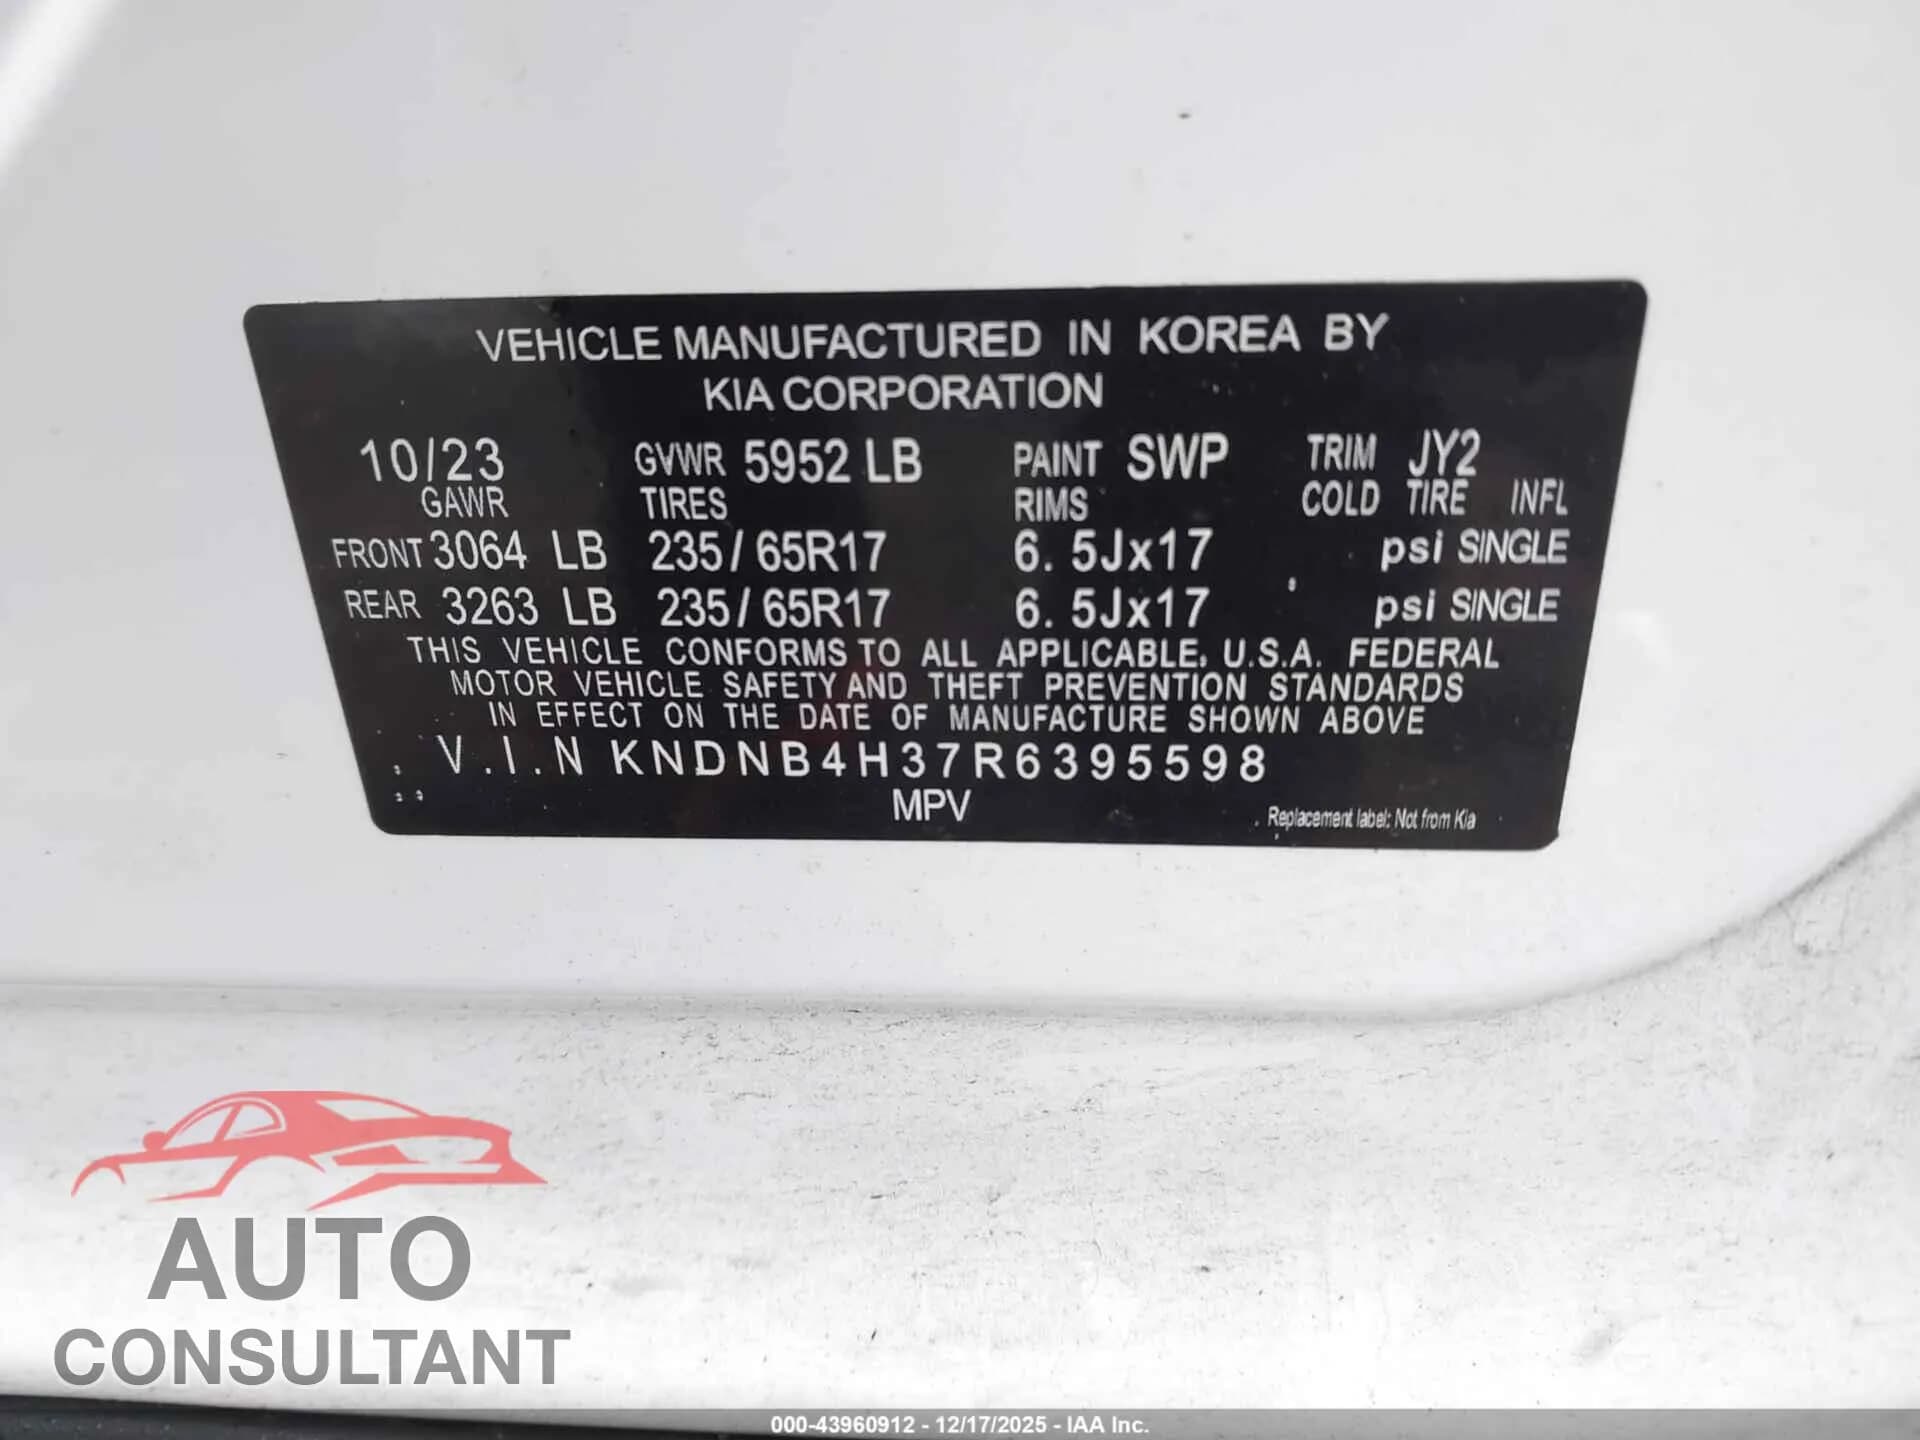 VEHICLE MANUFACTURED IN KOREA BY
KIA CORPORATION
10/23 GVWR 5952 LB PAINT SWP TRIM JY2
GAWR TIRES RIMS COLD TIRE INFL
FRONT 3064 LB 235/65R17 6.5Jx17 psi SINGLE
REAR 3263 LB 235/65R17 6.5Jx17 psi SINGLE
THIS VEHICLE CONFORMS TO ALL APPLICABLE, U.S.A. FEDERAL
MOTOR VEHICLE SAFETY AND THEFT PREVENTION STANDARDS
IN EFFECT ON THE DATE OF MANUFACTURE SHOWN ABOVE
V.I.N KNDNB4H37R6395598
MPV
Replacement label: Not from Kia
AUTO
CONSULTANT
000-43960912 - 12/17/2025 - IAA Inc.